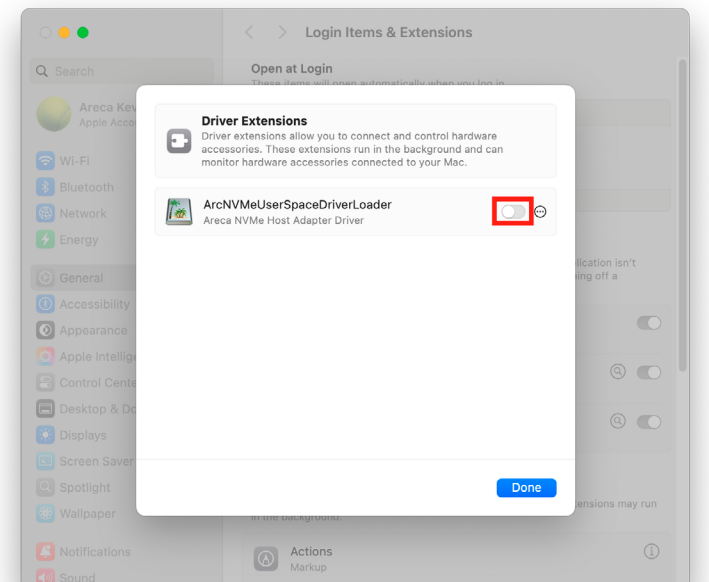 Login Items & Extensions
Search
Open at Login
These items will open automatically when you log in.
Areca Kev
Apple Acco
Driver Extensions
Driver extensions allow you to connect and control hardware
accessories. These extensions run in the background and can
monitor hardware accessories connected to your Mac.
ArcNVMeUserSpaceDriverLoader
Areca NVMe Host Adapter Driver
Wi-Fi
Bluetooth
Network
Energy
General
Accessibility
Appearance
Apple Intellige
Control Cente
Desktop & Do
Displays
Screen Saver
Spotlight
Wallpaper
Notifications
Sound
lication isn't
ing off a
Done
ensions may run
in the background.
Actions
Markup